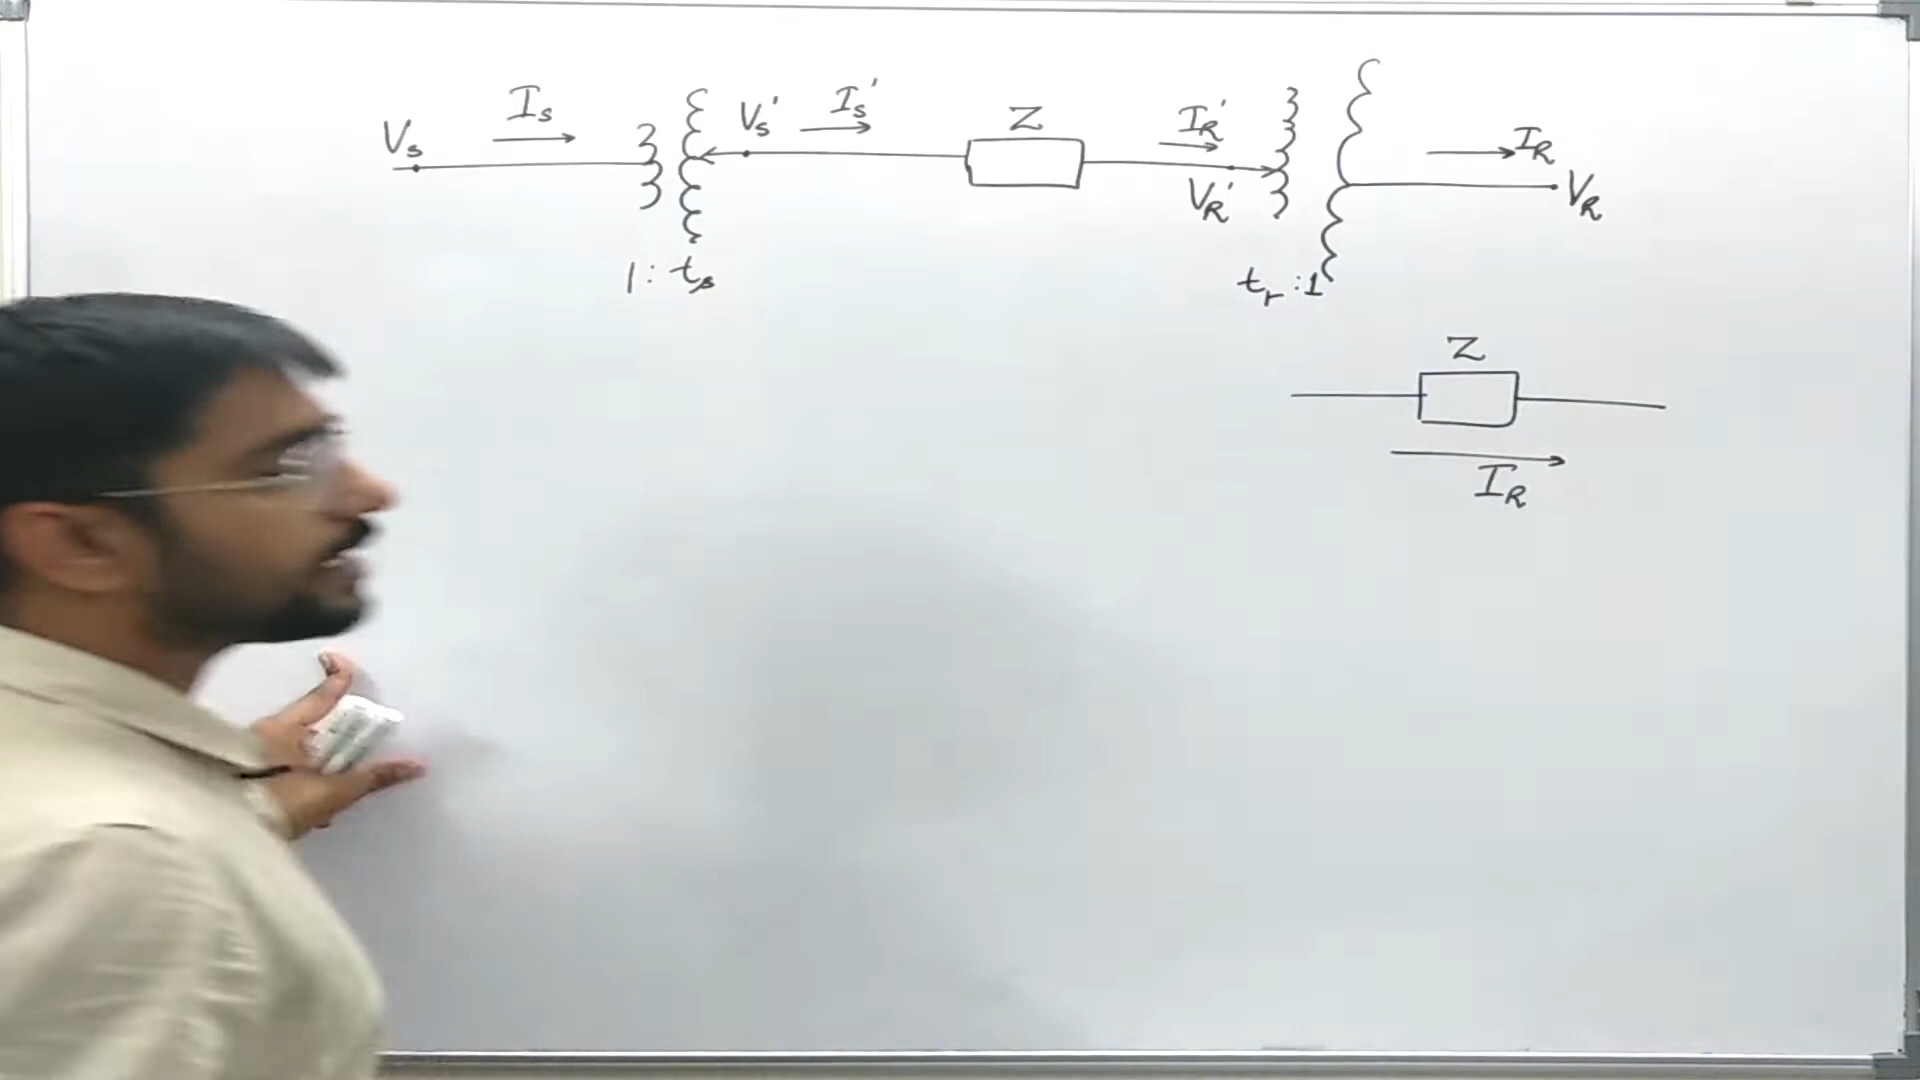 Vs Is Vs' Is' Z IR' VR' IR VR
1 : ts tr : 1
Z
IR